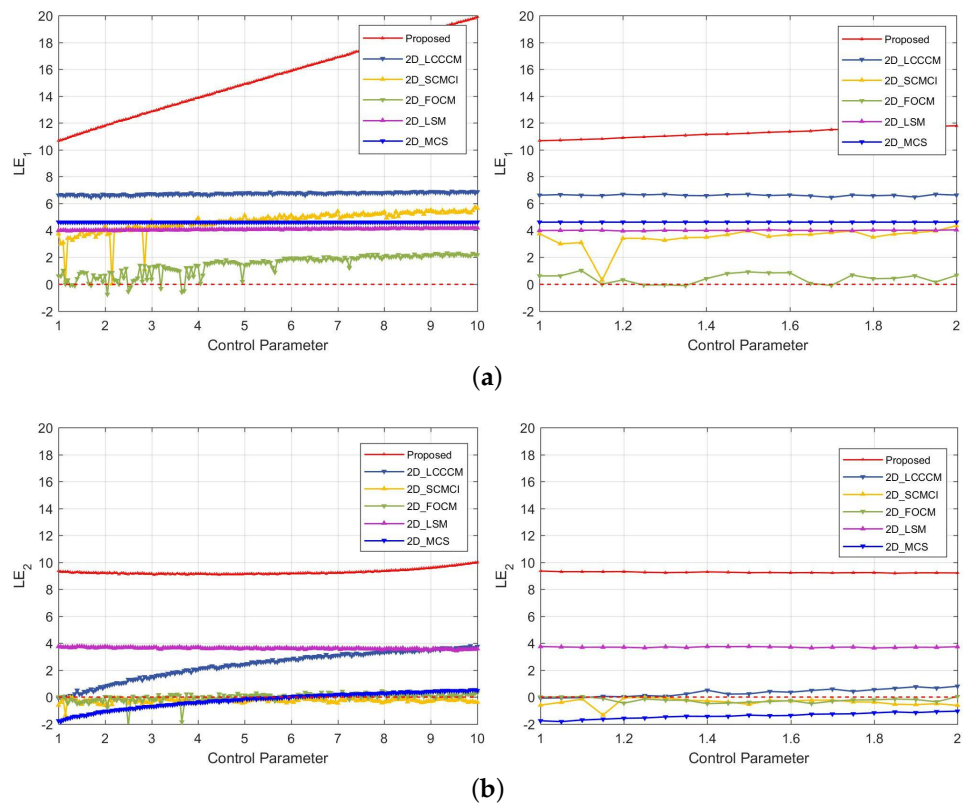 20
18
16
14
12
10
8
6
4
2
0
-2
LE1
1 2 3 4 5 6 7 8 9 10
Control Parameter
Proposed
2D_LCCCM
2D_SCMCI
2D_FOCM
2D_LSM
2D_MCS
20
18
16
14
12
10
8
6
4
2
0
-2
LE1
1 1.2 1.4 1.6 1.8 2
Control Parameter
Proposed
2D_LCCCM
2D_SCMCI
2D_FOCM
2D_LSM
2D_MCS
(a)
20
18
16
14
12
10
8
6
4
2
0
-2
LE2
1 2 3 4 5 6 7 8 9 10
Control Parameter
Proposed
2D_LCCCM
2D_SCMCI
2D_FOCM
2D_LSM
2D_MCS
20
18
16
14
12
10
8
6
4
2
0
-2
LE2
1 1.2 1.4 1.6 1.8 2
Control Parameter
Proposed
2D_LCCCM
2D_SCMCI
2D_FOCM
2D_LSM
2D_MCS
(b)